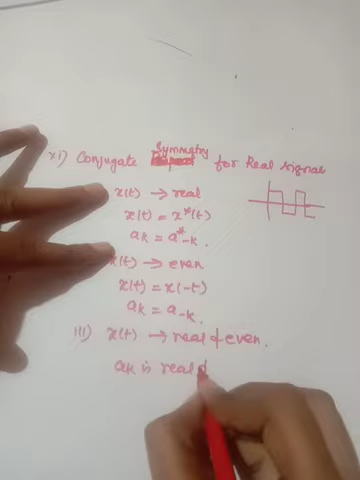 xi) Conjugate Symmetry for Real signal
x(t) → real
x(t) = x*(t)
ak = a*-k.
x(t) → even
x(t) = x(-t)
ak = a-k.
iii) x(t) → real & even.
ak is real